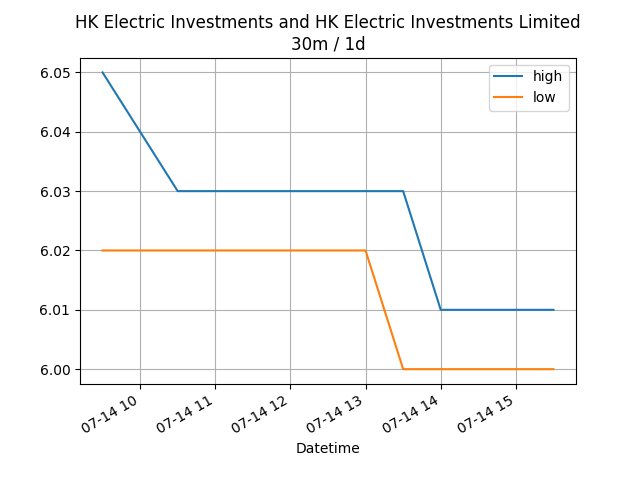 HK Electric Investments and HK Electric Investments Limited
30m / 1d
high
low
6.05
6.04
6.03
6.02
6.01
6.00
07-14 10
07-14 11
07-14 12
07-14 13
07-14 14
07-14 15
Datetime